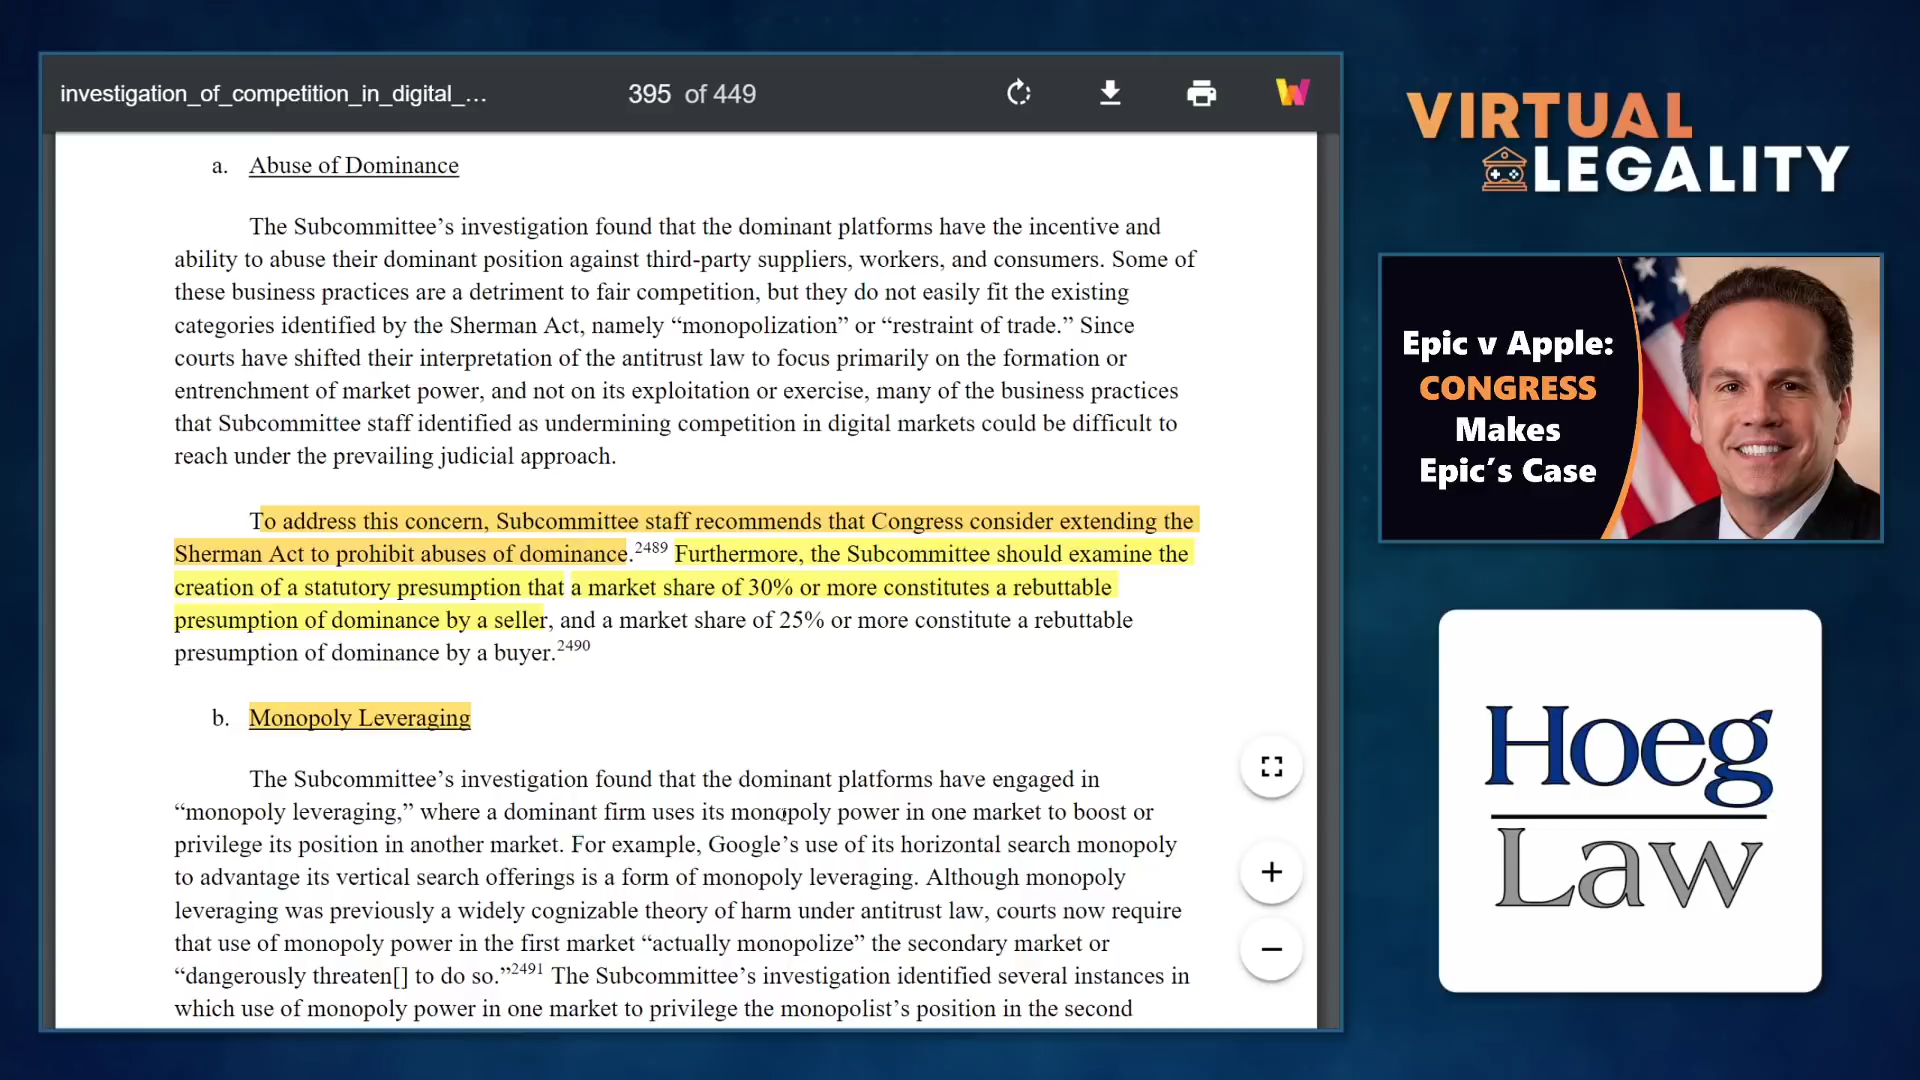 investigation_of_competition_in_digital_...
395 of 449
a. Abuse of Dominance
The Subcommittee’s investigation found that the dominant platforms have the incentive and
ability to abuse their dominant position against third-party suppliers, workers, and consumers. Some of
these business practices are a detriment to fair competition, but they do not easily fit the existing
categories identified by the Sherman Act, namely “monopolization” or “restraint of trade.” Since
courts have shifted their interpretation of the antitrust law to focus primarily on the formation or
entrenchment of market power, and not on its exploitation or exercise, many of the business practices
that Subcommittee staff identified as undermining competition in digital markets could be difficult to
reach under the prevailing judicial approach.
To address this concern, Subcommittee staff recommends that Congress consider extending the
Sherman Act to prohibit abuses of dominance.2489 Furthermore, the Subcommittee should examine the
creation of a statutory presumption that a market share of 30% or more constitutes a rebuttable
presumption of dominance by a seller, and a market share of 25% or more constitute a rebuttable
presumption of dominance by a buyer.2490
b. Monopoly Leveraging
The Subcommittee’s investigation found that the dominant platforms have engaged in
“monopoly leveraging,” where a dominant firm uses its monopoly power in one market to boost or
privilege its position in another market. For example, Google’s use of its horizontal search monopoly
to advantage its vertical search offerings is a form of monopoly leveraging. Although monopoly
leveraging was previously a widely cognizable theory of harm under antitrust law, courts now require
that use of monopoly power in the first market “actually monopolize” the secondary market or
“dangerously threaten[] to do so.”2491 The Subcommittee’s investigation identified several instances in
which use of monopoly power in one market to privilege the monopolist’s position in the second
VIRTUAL
LEGALITY
Epic v Apple:
CONGRESS
Makes
Epic’s Case
Hoeg
Law